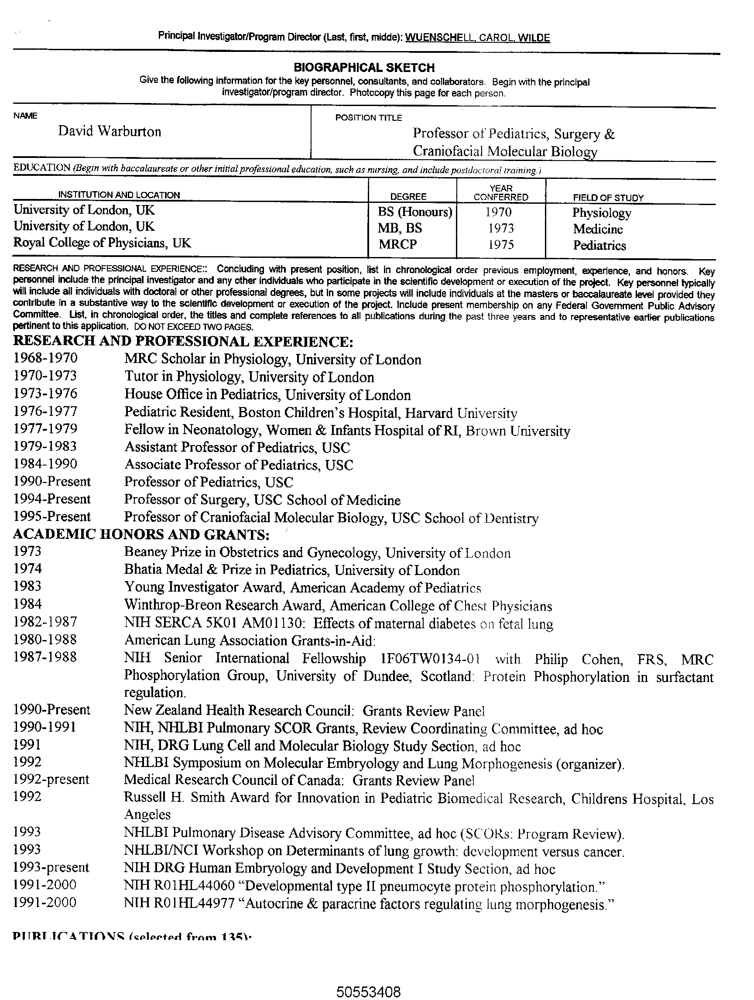 Principal Investigator/Program Director (Last, first, midde): WUENSCHELL, CAROL, WILDE
BIOGRAPHICAL SKETCH
Give the following information for the key personnel, consultants, and collaborators. Begin with the principal
investigator/program director. Photocopy this page for each person.
NAME
POSITION TITLE
David Warburton
Professor of Pediatrics, Surgery &
Craniofacial Molecular Biology
EDUCATION (Begin with baccalaureate or other initial professional education, such as nursing, and include postdoctoral training.)
INSTITUTION AND LOCATION DEGREE YEAR CONFERRED FIELD OF STUDY
University of London, UK BS (Honours) 1970 Physiology
University of London, UK MB, BS 1973 Medicine
Royal College of Physicians, UK MRCP 1975 Pediatrics
RESEARCH AND PROFESSIONAL EXPERIENCE:: Concluding with present position, list in chronological order previous employment, experience, and honors. Key
personnel include the principal investigator and any other individuals who participate in the scientific development or execution of the project. Key personnel typically
will include all individuals with doctoral or other professional degrees, but in some projects will include individuals at the masters or baccalaureate level provided they
contribute in a substantive way to the scientific development or execution of the project. Include present membership on any Federal Government Public Advisory
Committee. List, in chronological order, the titles and complete references to all publications during the past three years and to representative earlier publications
pertinent to this application. DO NOT EXCEED TWO PAGES.
RESEARCH AND PROFESSIONAL EXPERIENCE:
1968-1970 MRC Scholar in Physiology, University of London
1970-1973 Tutor in Physiology, University of London
1973-1976 House Office in Pediatrics, University of London
1976-1977 Pediatric Resident, Boston Children's Hospital, Harvard University
1977-1979 Fellow in Neonatology, Women & Infants Hospital of RI, Brown University
1979-1983 Assistant Professor of Pediatrics, USC
1984-1990 Associate Professor of Pediatrics, USC
1990-Present Professor of Pediatrics, USC
1994-Present Professor of Surgery, USC School of Medicine
1995-Present Professor of Craniofacial Molecular Biology, USC School of Dentistry
ACADEMIC HONORS AND GRANTS:
1973 Beaney Prize in Obstetrics and Gynecology, University of London
1974 Bhatia Medal & Prize in Pediatrics, University of London
1983 Young Investigator Award, American Academy of Pediatrics
1984 Winthrop-Breon Research Award, American College of Chest Physicians
1982-1987 NIH SERCA 5K01 AM01130: Effects of maternal diabetes on fetal lung
1980-1988 American Lung Association Grants-in-Aid:
1987-1988 NIH Senior International Fellowship 1F06TW0134-01 with Philip Cohen, FRS, MRC
Phosphorylation Group, University of Dundee, Scotland: Protein Phosphorylation in surfactant
regulation.
1990-Present New Zealand Health Research Council: Grants Review Panel
1990-1991 NIH, NHLBI Pulmonary SCOR Grants, Review Coordinating Committee, ad hoc
1991 NIH, DRG Lung Cell and Molecular Biology Study Section, ad hoc
1992 NHLBI Symposium on Molecular Embryology and Lung Morphogenesis (organizer).
1992-present Medical Research Council of Canada: Grants Review Panel
1992 Russell H. Smith Award for Innovation in Pediatric Biomedical Research, Childrens Hospital, Los
Angeles
1993 NHLBI Pulmonary Disease Advisory Committee, ad hoc (SCORs: Program Review).
1993 NHLBI/NCI Workshop on Determinants of lung growth: development versus cancer.
1993-present NIH DRG Human Embryology and Development I Study Section, ad hoc
1991-2000 NIH R01HL44060 "Developmental type II pneumocyte protein phosphorylation."
1991-2000 NIH R01HL44977 "Autocrine & paracrine factors regulating lung morphogenesis."
PUBLICATIONS (selected from 135):
50553408